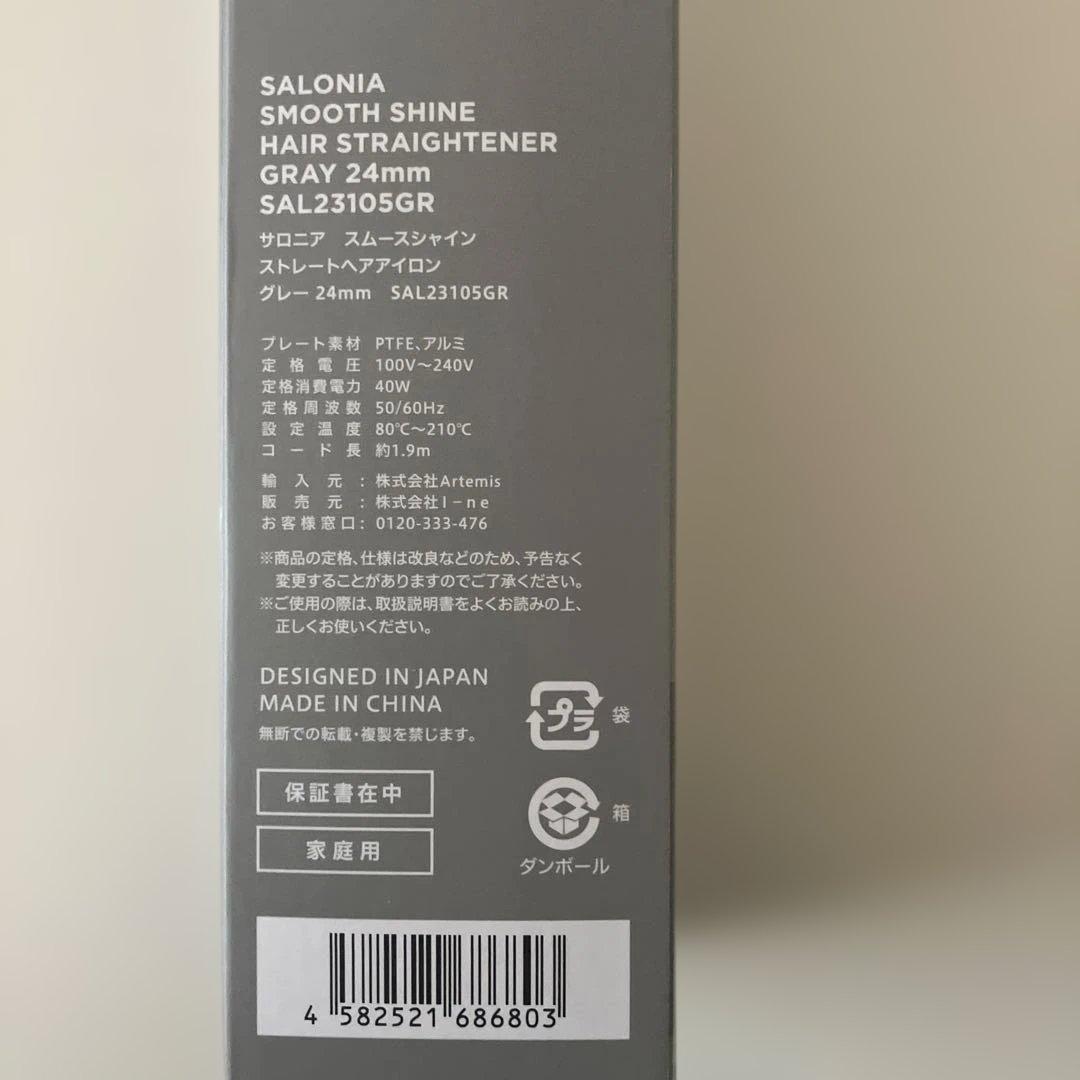 SALONIA
SMOOTH SHINE
HAIR STRAIGHTENER
GRAY 24mm
SAL23105GR
サロニア　スムースシャイン
ストレートヘアアイロン
グレー 24mm　SAL23105GR
プレート素材 PTFE、アルミ
定格電圧 100V〜240V
定格消費電力 40W
定格周波数 50/60Hz
設定温度 80℃〜210℃
コード長 約1.9m
輸入元：株式会社Artemis
販売元：株式会社I－ne
お客様窓口：0120-333-476
※商品の定格、仕様は改良などのため、予告なく
変更することがありますのでご了承ください。
※ご使用の際は、取扱説明書をよくお読みの上、
正しくお使いください。
DESIGNED IN JAPAN
MADE IN CHINA
無断での転載・複製を禁じます。
プラ 袋
保証書在中
箱
家庭用
ダンボール
4 582521 686803